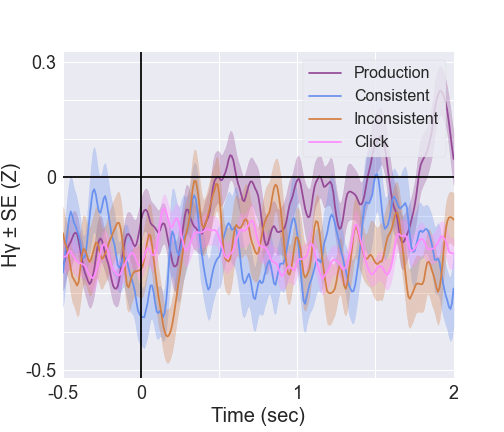 0.3
0
-0.5
Hγ ± SE (Z)
Production
Consistent
Inconsistent
Click
-0.5 0 1 2
Time (sec)